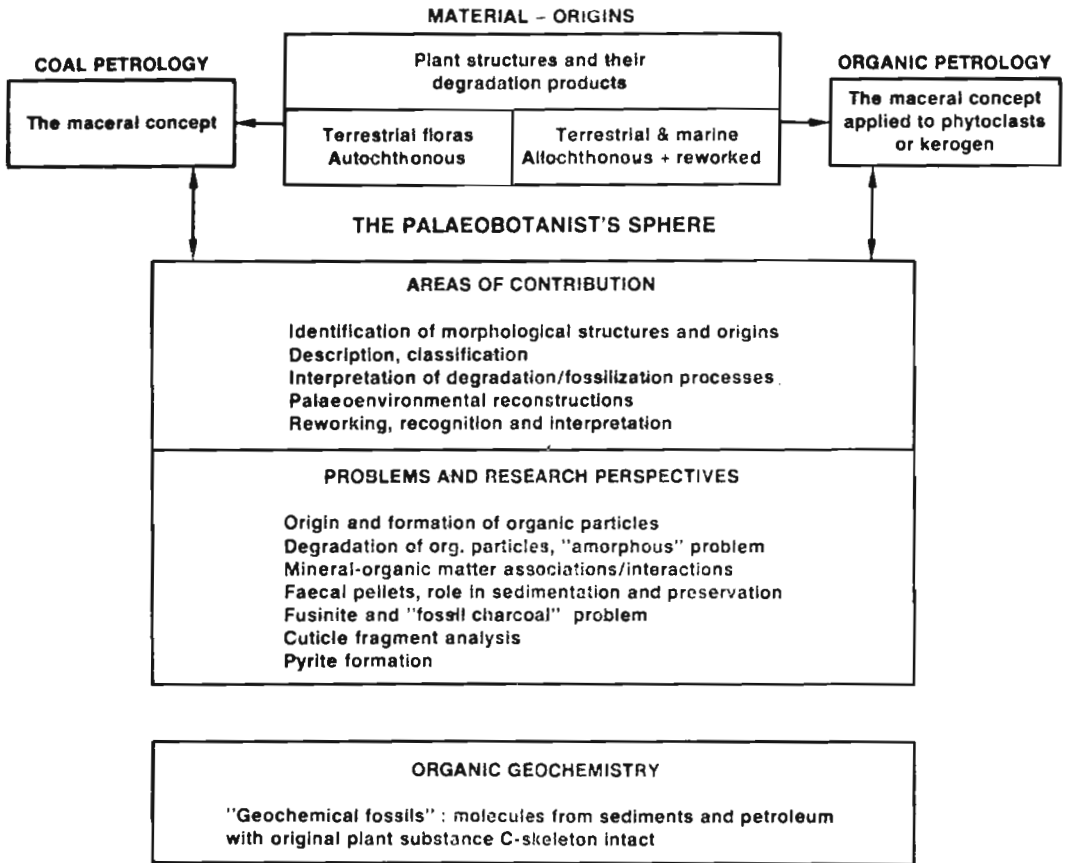 MATERIAL – ORIGINS
Plant structures and their
degradation products
Terrestrial floras
Autochthonous
Terrestrial & marine
Allochthonous + reworked
COAL PETROLOGY
The maceral concept
ORGANIC PETROLOGY
The maceral concept
applied to phytoclasts
or kerogen
THE PALAEOBOTANIST'S SPHERE
AREAS OF CONTRIBUTION
Identification of morphological structures and origins
Description, classification
Interpretation of degradation/fossilization processes
Palaeoenvironmental reconstructions
Reworking, recognition and interpretation
PROBLEMS AND RESEARCH PERSPECTIVES
Origin and formation of organic particles
Degradation of org. particles, "amorphous" problem
Mineral-organic matter associations/interactions
Faecal pellets, role in sedimentation and preservation
Fusinite and "fossil charcoal" problem
Cuticle fragment analysis
Pyrite formation
ORGANIC GEOCHEMISTRY
"Geochemical fossils" : molecules from sediments and petroleum
with original plant substance C-skeleton intact